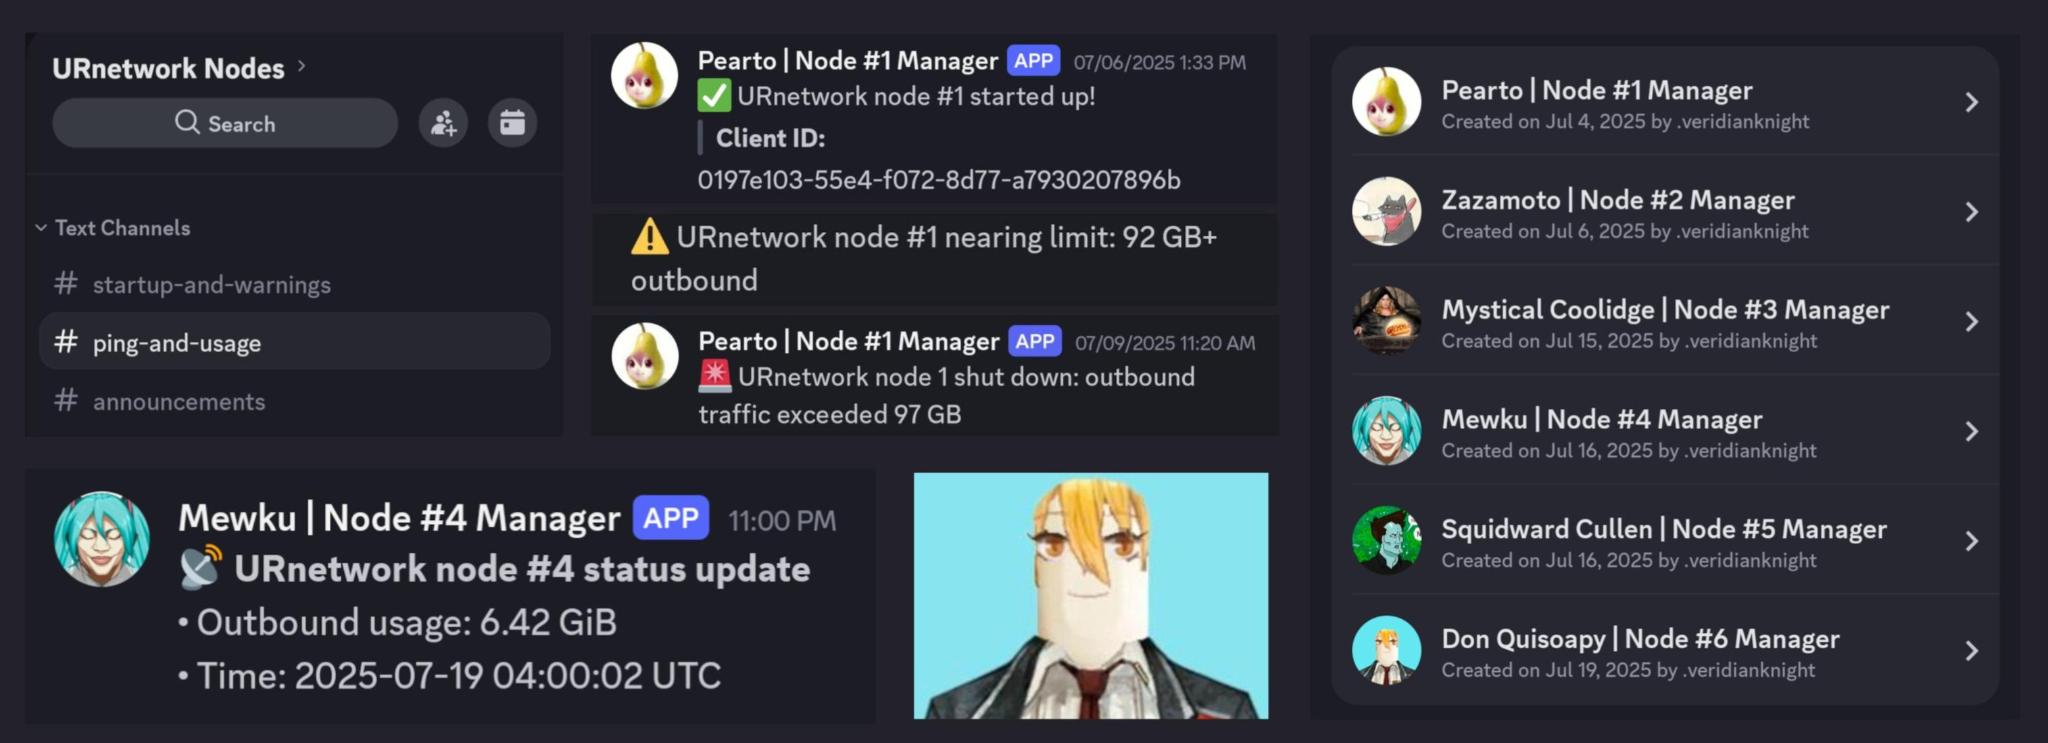 URnetwork Nodes
Search
Text Channels
# startup-and-warnings
# ping-and-usage
# announcements
Pearto | Node #1 Manager APP 07/06/2025 1:33 PM
✅ URnetwork node #1 started up!
Client ID:
0197e103-55e4-f072-8d77-a7930207896b
⚠️ URnetwork node #1 nearing limit: 92 GB+
outbound
Pearto | Node #1 Manager APP 07/09/2025 11:20 AM
🚨 URnetwork node 1 shut down: outbound
traffic exceeded 97 GB
Mewku | Node #4 Manager APP 11:00 PM
📡 URnetwork node #4 status update
• Outbound usage: 6.42 GiB
• Time: 2025-07-19 04:00:02 UTC
Pearto | Node #1 Manager
Created on Jul 4, 2025 by .veridianknight
Zazamoto | Node #2 Manager
Created on Jul 6, 2025 by .veridianknight
Mystical Coolidge | Node #3 Manager
Created on Jul 15, 2025 by .veridianknight
Mewku | Node #4 Manager
Created on Jul 16, 2025 by .veridianknight
Squidward Cullen | Node #5 Manager
Created on Jul 16, 2025 by .veridianknight
Don Quisoapy | Node #6 Manager
Created on Jul 19, 2025 by .veridianknight